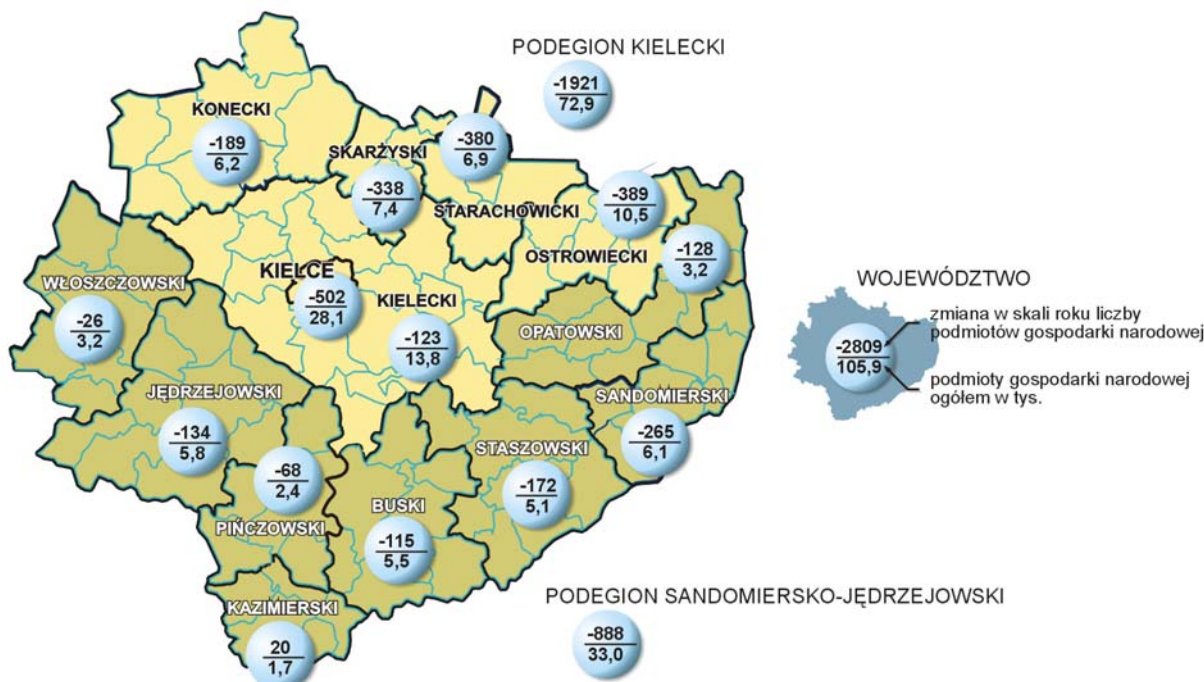 PODEGION KIELECKI
-1921
72,9
KONECKI
-189
6,2
SKARŻYSKI
-338
7,4
-380
6,9
STARACHOWICKI
-389
10,5
OSTROWIECKI
-128
3,2
WŁOSZCZOWSKI
-26
3,2
KIELCE
-502
28,1
KIELECKI
-123
13,8
OPATOWSKI
WOJEWÓDZTWO
-2809
105,9
zmiana w skali roku liczby
podmiotów gospodarki narodowej
podmioty gospodarki narodowej
ogółem w tys.
JĘDRZEJOWSKI
-134
5,8
SANDOMIERSKI
-265
6,1
-68
2,4
PIŃCZOWSKI
BUSKI
-115
5,5
STASZOWSKI
-172
5,1
KAZIMIERSKI
20
1,7
PODEGION SANDOMIERSKO-JĘDRZEJOWSKI
-888
33,0